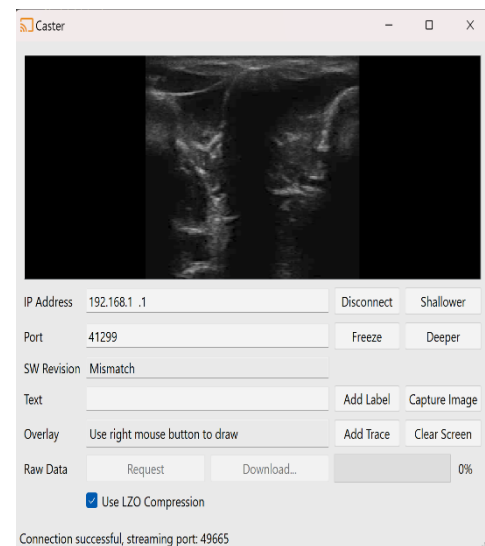 Caster
IP Address 192.168.1 .1 Disconnect Shallower
Port 41299 Freeze Deeper
SW Revision Mismatch
Text Add Label Capture Image
Overlay Use right mouse button to draw Add Trace Clear Screen
Raw Data Request Download... 0%
Use LZO Compression
Connection successful, streaming port: 49665